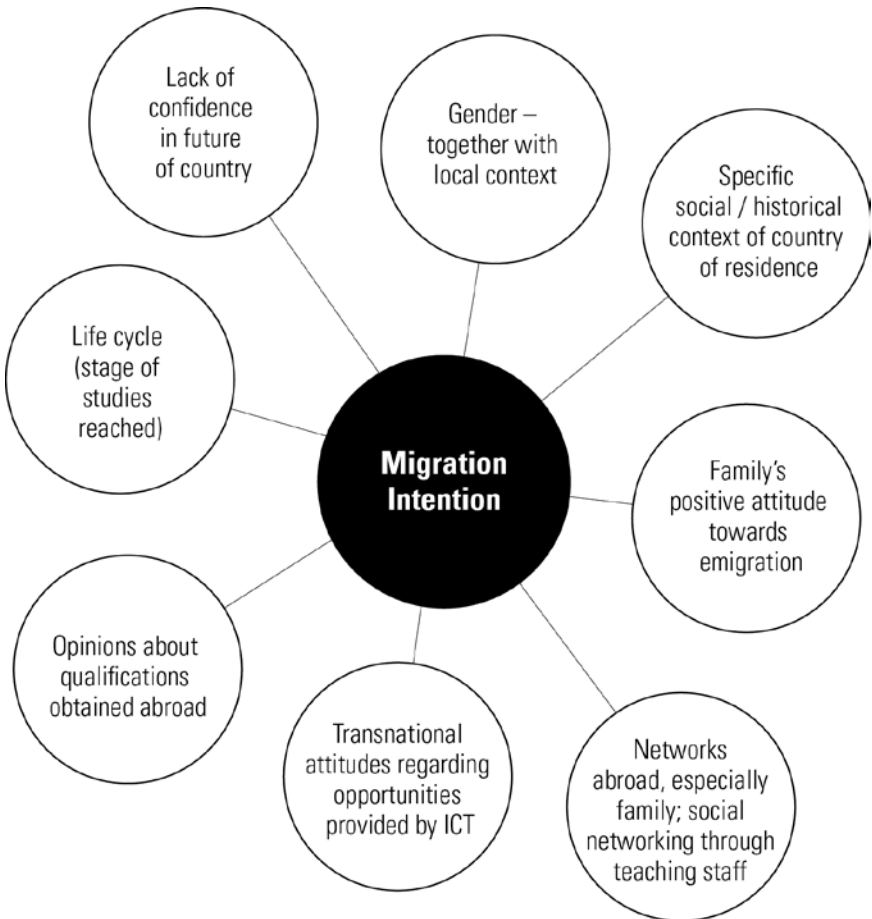 Lack of
confidence
in future
of country
Gender –
together with
local context
Specific
social / historical
context of country
of residence
Life cycle
(stage of
studies
reached)
Migration
Intention
Family's
positive attitude
towards
emigration
Opinions about
qualifications
obtained abroad
Transnational
attitudes regarding
opportunities
provided by ICT
Networks
abroad, especially
family; social
networking through
teaching staff